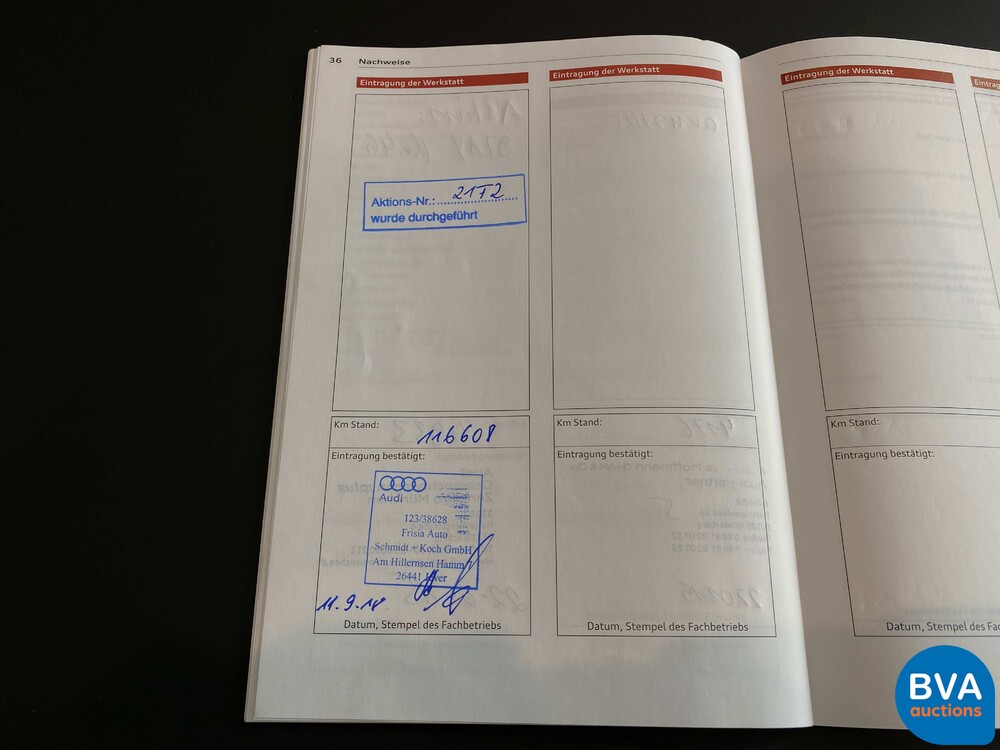 36 Nachweise
Eintragung der Werkstatt
Aktions-Nr.: 21F2
wurde durchgeführt
Km Stand:
116608
Eintragung bestätigt:
Audi
123/38628
Frisia Auto
Schmidt + Koch GmbH
Am Hillernsen Hamm
26441
11.9.18
Datum, Stempel des Fachbetriebs
Eintragung der Werkstatt
Km Stand:
Eintragung bestätigt:
Datum, Stempel des Fachbetriebs
Eintragung der Werkstatt
Km Stand:
Eintragung bestätigt:
Datum, Stempel des
BVA
auctions